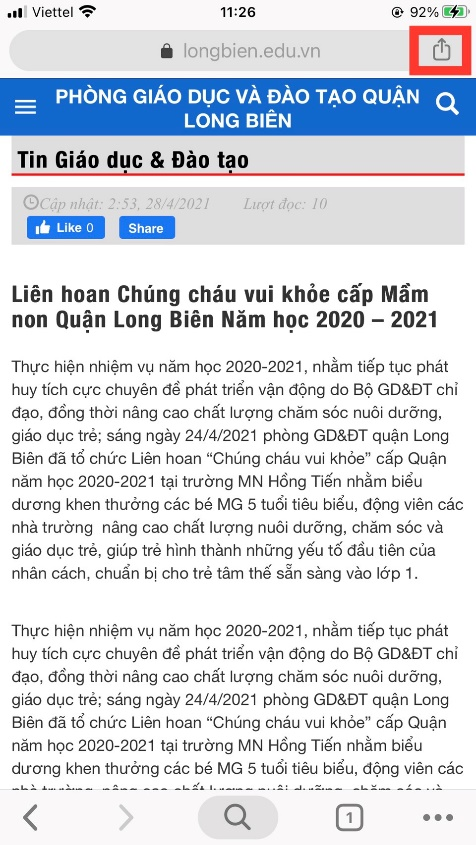 Viettel 11:26 92%
longbien.edu.vn
PHÒNG GIÁO DỤC VÀ ĐÀO TẠO QUẬN
LONG BIÊN
Tin Giáo dục & Đào tạo
Cập nhật: 2:53, 28/4/2021 Lượt đọc: 10
Like 0 Share
Liên hoan Chúng cháu vui khỏe cấp Mầm
non Quận Long Biên Năm học 2020 – 2021
Thực hiện nhiệm vụ năm học 2020-2021, nhằm tiếp tục phát
huy tích cực chuyên đề phát triển vận động do Bộ GD&ĐT chỉ
đạo, đồng thời nâng cao chất lượng chăm sóc nuôi dưỡng,
giáo dục trẻ; sáng ngày 24/4/2021 phòng GD&ĐT quận Long
Biên đã tổ chức Liên hoan “Chúng cháu vui khỏe” cấp Quận
năm học 2020-2021 tại trường MN Hồng Tiến nhằm biểu
dương khen thưởng các bé MG 5 tuổi tiêu biểu, động viên các
nhà trường nâng cao chất lượng nuôi dưỡng, chăm sóc và
giáo dục trẻ, giúp trẻ hình thành những yếu tố đầu tiên của
nhân cách, chuẩn bị cho trẻ tâm thế sẵn sàng vào lớp 1.
Thực hiện nhiệm vụ năm học 2020-2021, nhằm tiếp tục phát
huy tích cực chuyên đề phát triển vận động do Bộ GD&ĐT chỉ
đạo, đồng thời nâng cao chất lượng chăm sóc nuôi dưỡng,
giáo dục trẻ; sáng ngày 24/4/2021 phòng GD&ĐT quận Long
Biên đã tổ chức Liên hoan “Chúng cháu vui khỏe” cấp Quận
năm học 2020-2021 tại trường MN Hồng Tiến nhằm biểu
dương khen thưởng các bé MG 5 tuổi tiêu biểu, động viên các
nhà trường nâng cao chất lượng nuôi dưỡng, chăm sóc và
1